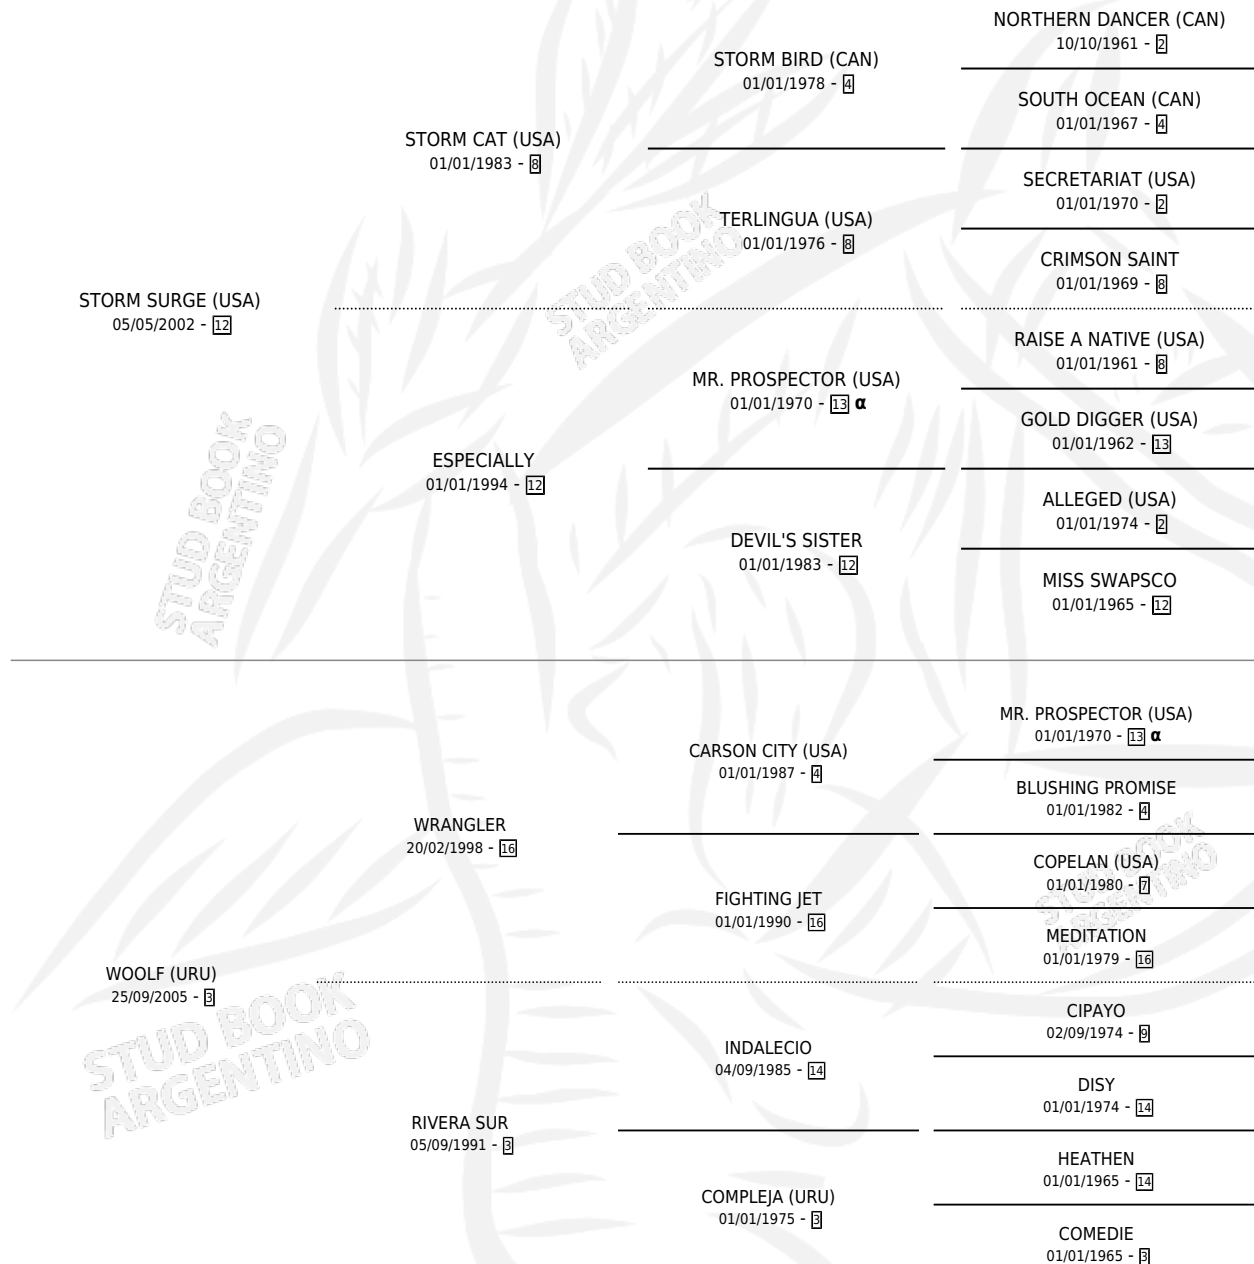 NORTHERN DANCER (CAN)
10/10/1961 - 2
STORM BIRD (CAN)
01/01/1978 - 4
SOUTH OCEAN (CAN)
01/01/1967 - 4
STORM CAT (USA)
01/01/1983 - 8
SECRETARIAT (USA)
01/01/1970 - 2
TERLINGUA (USA)
01/01/1976 - 8
CRIMSON SAINT
01/01/1969 - 8
STORM SURGE (USA)
05/05/2002 - 12
RAISE A NATIVE (USA)
01/01/1961 - 8
MR. PROSPECTOR (USA)
01/01/1970 - 13 α
GOLD DIGGER (USA)
01/01/1962 - 13
ESPECIALLY
01/01/1994 - 12
ALLEGED (USA)
01/01/1974 - 2
DEVIL'S SISTER
01/01/1983 - 12
MISS SWAPSCO
01/01/1965 - 12
MR. PROSPECTOR (USA)
01/01/1970 - 13 α
CARSON CITY (USA)
01/01/1987 - 4
BLUSHING PROMISE
01/01/1982 - 4
WRANGLER
20/02/1998 - 16
COPELAN (USA)
01/01/1980 - 7
FIGHTING JET
01/01/1990 - 16
MEDITATION
01/01/1979 - 16
WOOLF (URU)
25/09/2005 - 3
CIPAYO
02/09/1974 - 9
INDALECIO
04/09/1985 - 14
DISY
01/01/1974 - 14
RIVERA SUR
05/09/1991 - 3
HEATHEN
01/01/1965 - 14
COMPLEJA (URU)
01/01/1975 - 3
COMEDIE
01/01/1965 - 3
STUD BOOK
ARGENTINO
STUD BOOK
ARGENTINO
STUD BOOK
ARGENTINO
STUD BOOK
ARGENTINO